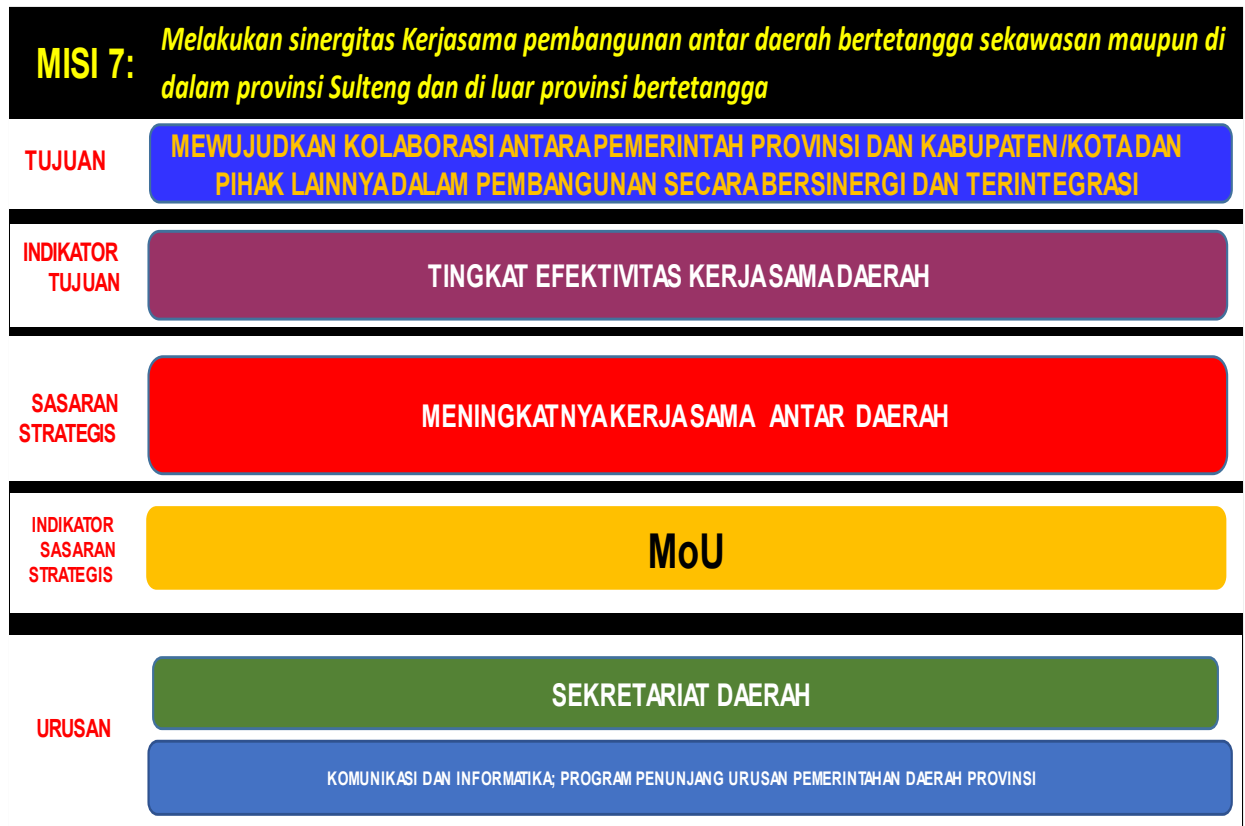 MISI 7:
Melakukan sinergitas Kerjasama pembangunan antar daerah bertetangga sekawasan maupun di
dalam provinsi Sulteng dan di luar provinsi bertetangga
TUJUAN
MEWUJUDKAN KOLABORASI ANTARA PEMERINTAH PROVINSI DAN KABUPATEN/KOTA DAN
PIHAK LAINNYA DALAM PEMBANGUNAN SECARA BERSINERGI DAN TERINTEGRASI
INDIKATOR
TUJUAN
TINGKAT EFEKTIVITAS KERJASAMA DAERAH
SASARAN
STRATEGIS
MENINGKATNYA KERJASAMA ANTAR DAERAH
INDIKATOR
SASARAN
STRATEGIS
MoU
URUSAN
SEKRETARIAT DAERAH
KOMUNIKASI DAN INFORMATIKA; PROGRAM PENUNJANG URUSAN PEMERINTAHAN DAERAH PROVINSI